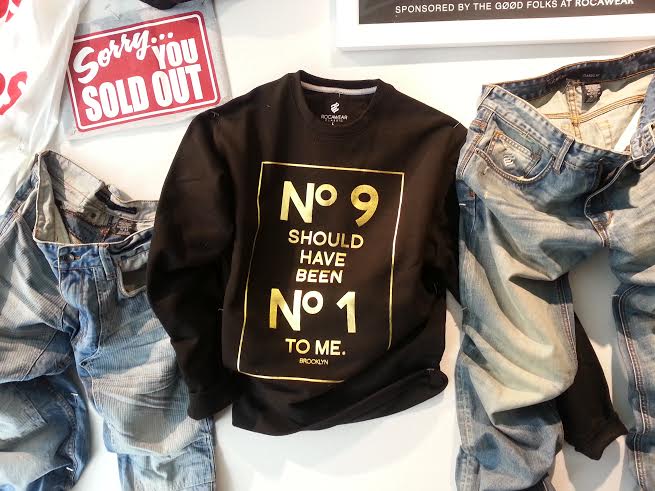 SPONSORED BY THE GØØD FOLKS AT ROCAWEAR
Sorry...
YOU
SOLD OUT
ROCAWEAR
No 9
SHOULD
HAVE
BEEN
No 1
TO ME.
BROOKLYN